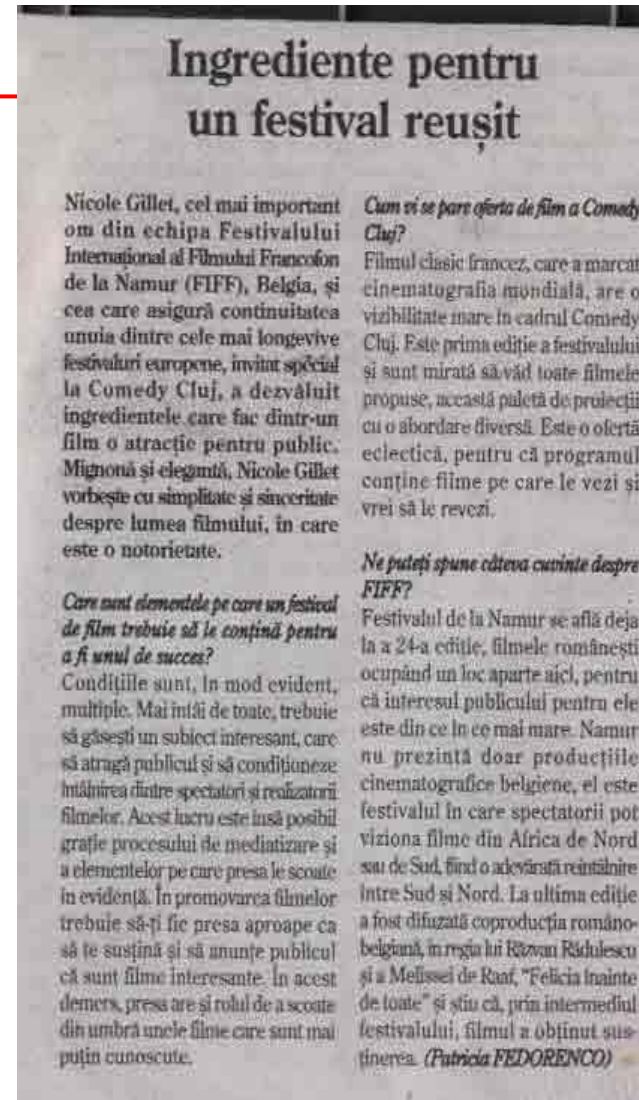 Ingrediente pentru
un festival reușit
Nicole Gillet, cel mai important
om din echipa Festivalului
Internațional al Filmului Francofon
de la Namur (FIFF), Belgia, și
cea care asigură continuitatea
unuia dintre cele mai longevive
festivaluri europene, invitat special
la Comedy Cluj, a dezvăluit
ingredientele care fac dintr-un
film o atracție pentru public.
Mignonă și elegantă, Nicole Gillet
vorbește cu simplitate și sinceritate
despre lumea filmului, în care
este o notorietate.
Care sunt elementele pe care un festival
de film trebuie să le conțină pentru
a fi unul de succes?
Condițiile sunt, în mod evident,
multiple. Mai întâi de toate, trebuie
să găsești un subiect interesant, care
să atragă publicul și să condiționeze
întâlnirea dintre spectatori și realizatorii
filmelor. Acest lucru este însă posibil
grație procesului de mediatizare și
a elementelor pe care presa le scoate
în evidență. În promovarea filmelor
trebuie să-ți fie presa aproape ca
să te susțină și să anunțe publicul
că sunt filme interesante. În acest
demers, presa are și rolul de a scoate
din umbră unele filme care sunt mai
puțin cunoscute.
Cum vi se pare oferta de film a Comedy
Cluj?
Filmul clasic francez, care a marcat
cinematografia mondială, are o
vizibilitate mare în cadrul Comedy
Cluj. Este prima ediție a festivalului
și sunt mirată să văd toate filmele
propuse, această paletă de proiecții
cu o abordare diversă. Este o ofertă
eclectică, pentru că programul
conține filme pe care le vezi și
vrei să le revezi.
Ne puteți spune câteva cuvinte despre
FIFF?
Festivalul de la Namur se află deja
la a 24-a ediție, filmele românești
ocupând un loc aparte aici, pentru
că interesul publicului pentru ele
este din ce în ce mai mare. Namur
nu prezintă doar producțiile
cinematografice belgiene, el este
festivalul în care spectatorii pot
viziona filme din Africa de Nord
sau de Sud, fiind o adevărată reîntâlnire
între Sud și Nord. La ultima ediție
a fost difuzată coproducția româno-
belgiană, în regia lui Răzvan Rădulescu
și a Melissei de Raaf, "Felicia înainte
de toate" și știu că, prin intermediul
festivalului, filmul a obținut sus-
ținerea. (Patricia FEDORENCO)